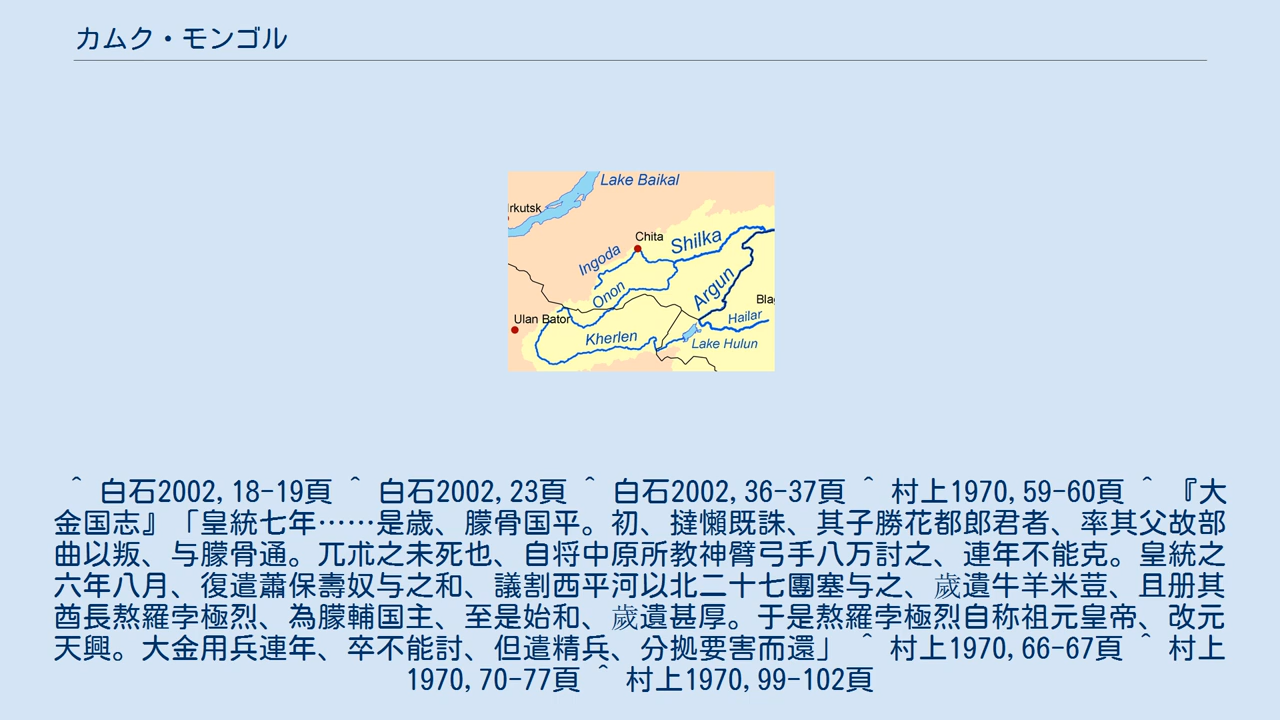 カムク・モンゴル
Lake Baikal
Irkutsk
Chita
Shilka
Ingoda
Onon
Argun
Ulan Bator
Kherlen
Hailar
Lake Hulun
^ 白石2002,18-19頁 ^ 白石2002,23頁 ^ 白石2002,36-37頁 ^ 村上1970,59-60頁 ^ 『大
金国志』「皇統七年……是歳、朦骨国平。初、撻懶既誅、其子勝花都郎君者、率其父故部
曲以叛、与朦骨通。兀朮之未死也、自将中原所教神臂弓手八万討之、連年不能克。皇統之
六年八月、復遣蕭保壽奴与之和、議割西平河以北二十七團塞与之、歲遺牛羊米荳、且册其
酋長熬羅孛極烈、為朦輔国主、至是始和、歲遺甚厚。于是熬羅孛極烈自称祖元皇帝、改元
天興。大金用兵連年、卒不能討、但遣精兵、分拠要害而還」 ^ 村上1970,66-67頁 ^ 村上
1970,70-77頁 ^ 村上1970,99-102頁